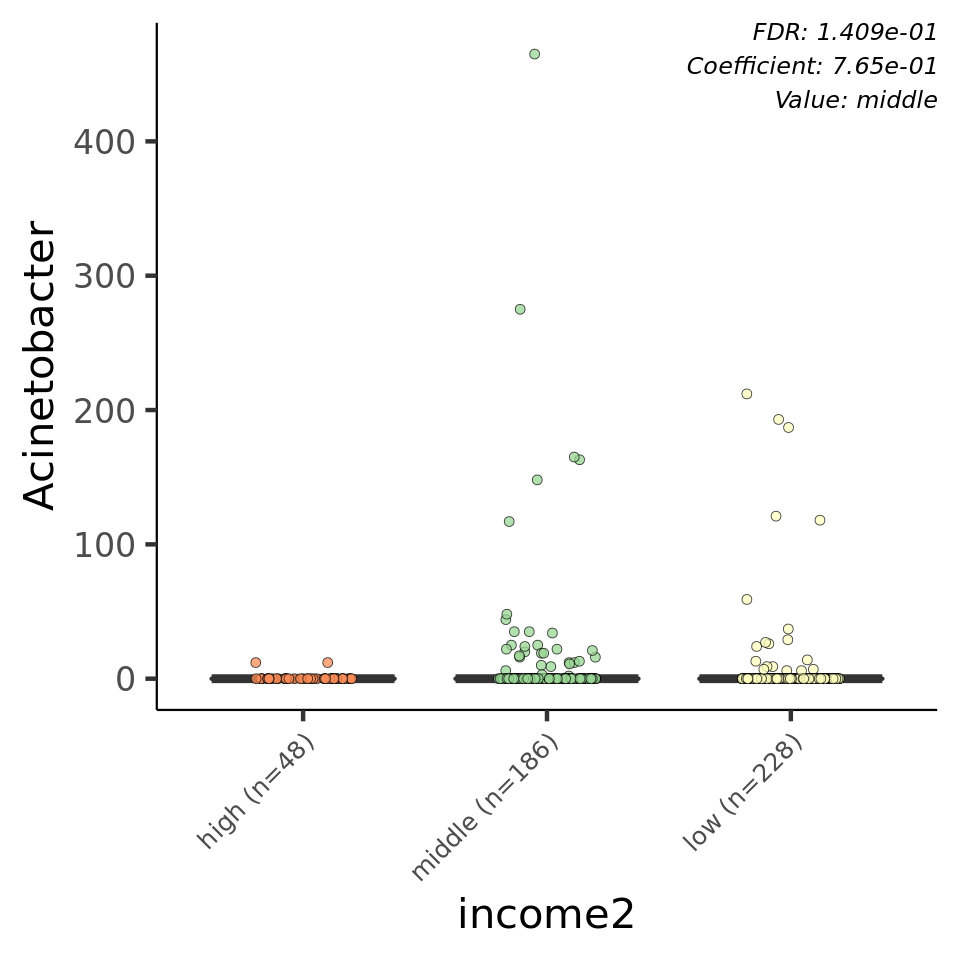 FDR: 1.409e-01
Coefficient: 7.65e-01
Value: middle
Acinetobacter
400
300
200
100
0
high (n=48)
middle (n=186)
low (n=228)
income2